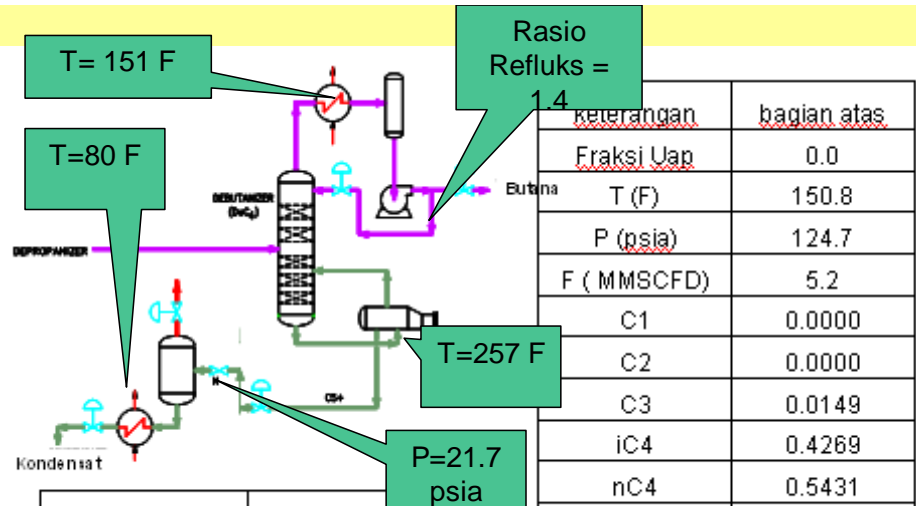 T= 151 F
Rasio
Refluks =
1.4
T=80 F
DEBUTANIZER
(DeC4)
Butana
DEPROPANIZER
T=257 F
C5+
P=21.7
psia
Kondensat
keterangan bagian atas
Fraksi Uap 0.0
T (F) 150.8
P (psia) 124.7
F ( MMSCFD) 5.2
C1 0.0000
C2 0.0000
C3 0.0149
iC4 0.4269
nC4 0.5431